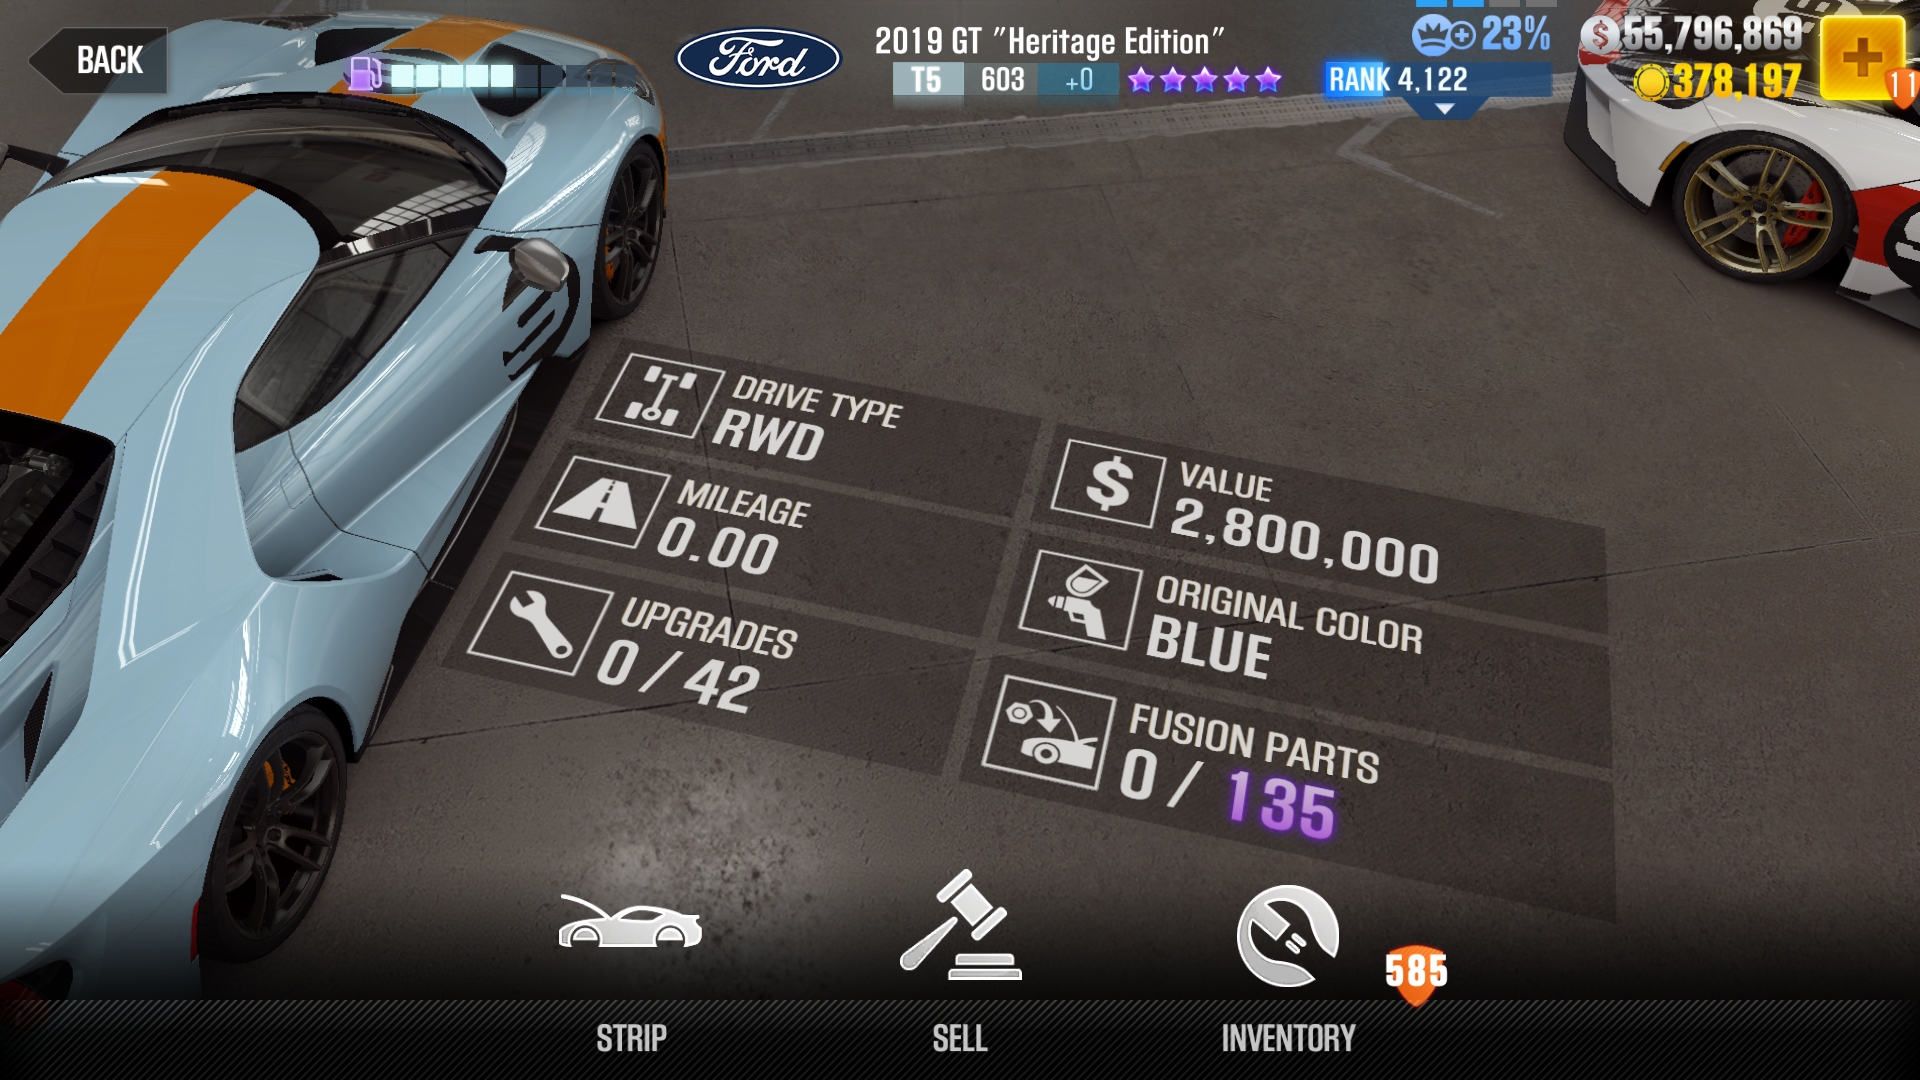 BACK
Ford
2019 GT "Heritage Edition"
T5 603 +0
23%
RANK 4,122
55,796,869
378,197
11
DRIVE TYPE
RWD
MILEAGE
0.00
UPGRADES
0 / 42
VALUE
2,800,000
ORIGINAL COLOR
BLUE
FUSION PARTS
0 / 135
585
STRIP
SELL
INVENTORY